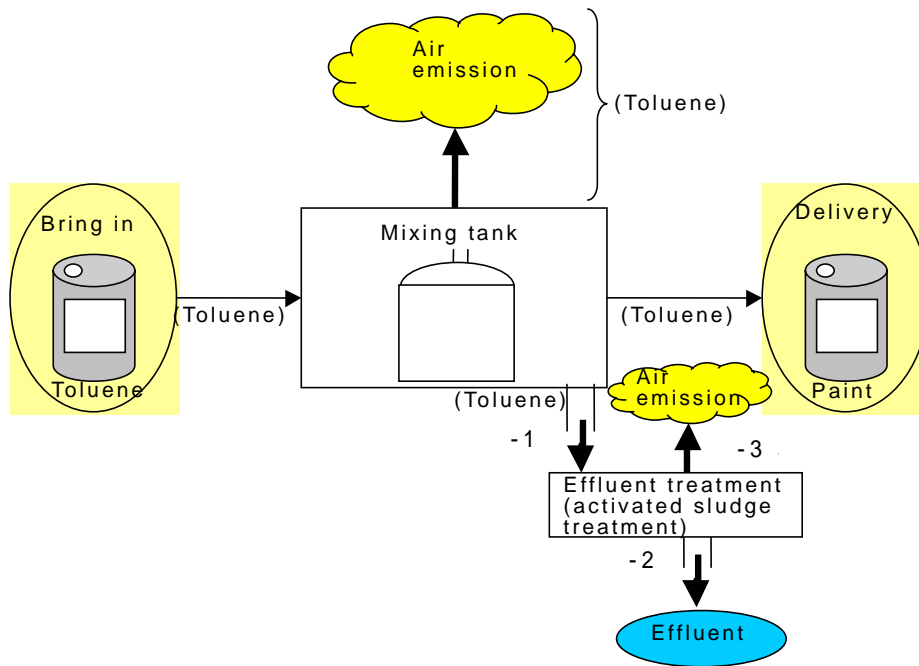 Air
emission
(Toluene)
Bring in
Delivery
Mixing tank
(Toluene)
(Toluene)
Toluene
Paint
(Toluene)
Air
emission
-1
-3
Effluent treatment
(activated sludge
treatment)
-2
Effluent